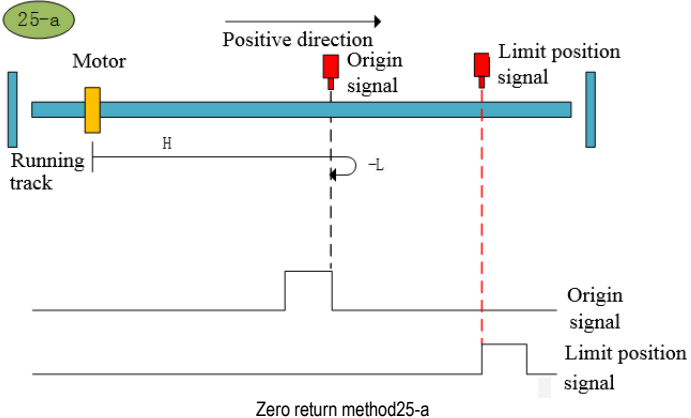 25-a
Positive direction
Motor
Origin
signal
Limit position
signal
H
Running
track
-L
Origin
signal
Limit position
signal
Zero return method25-a